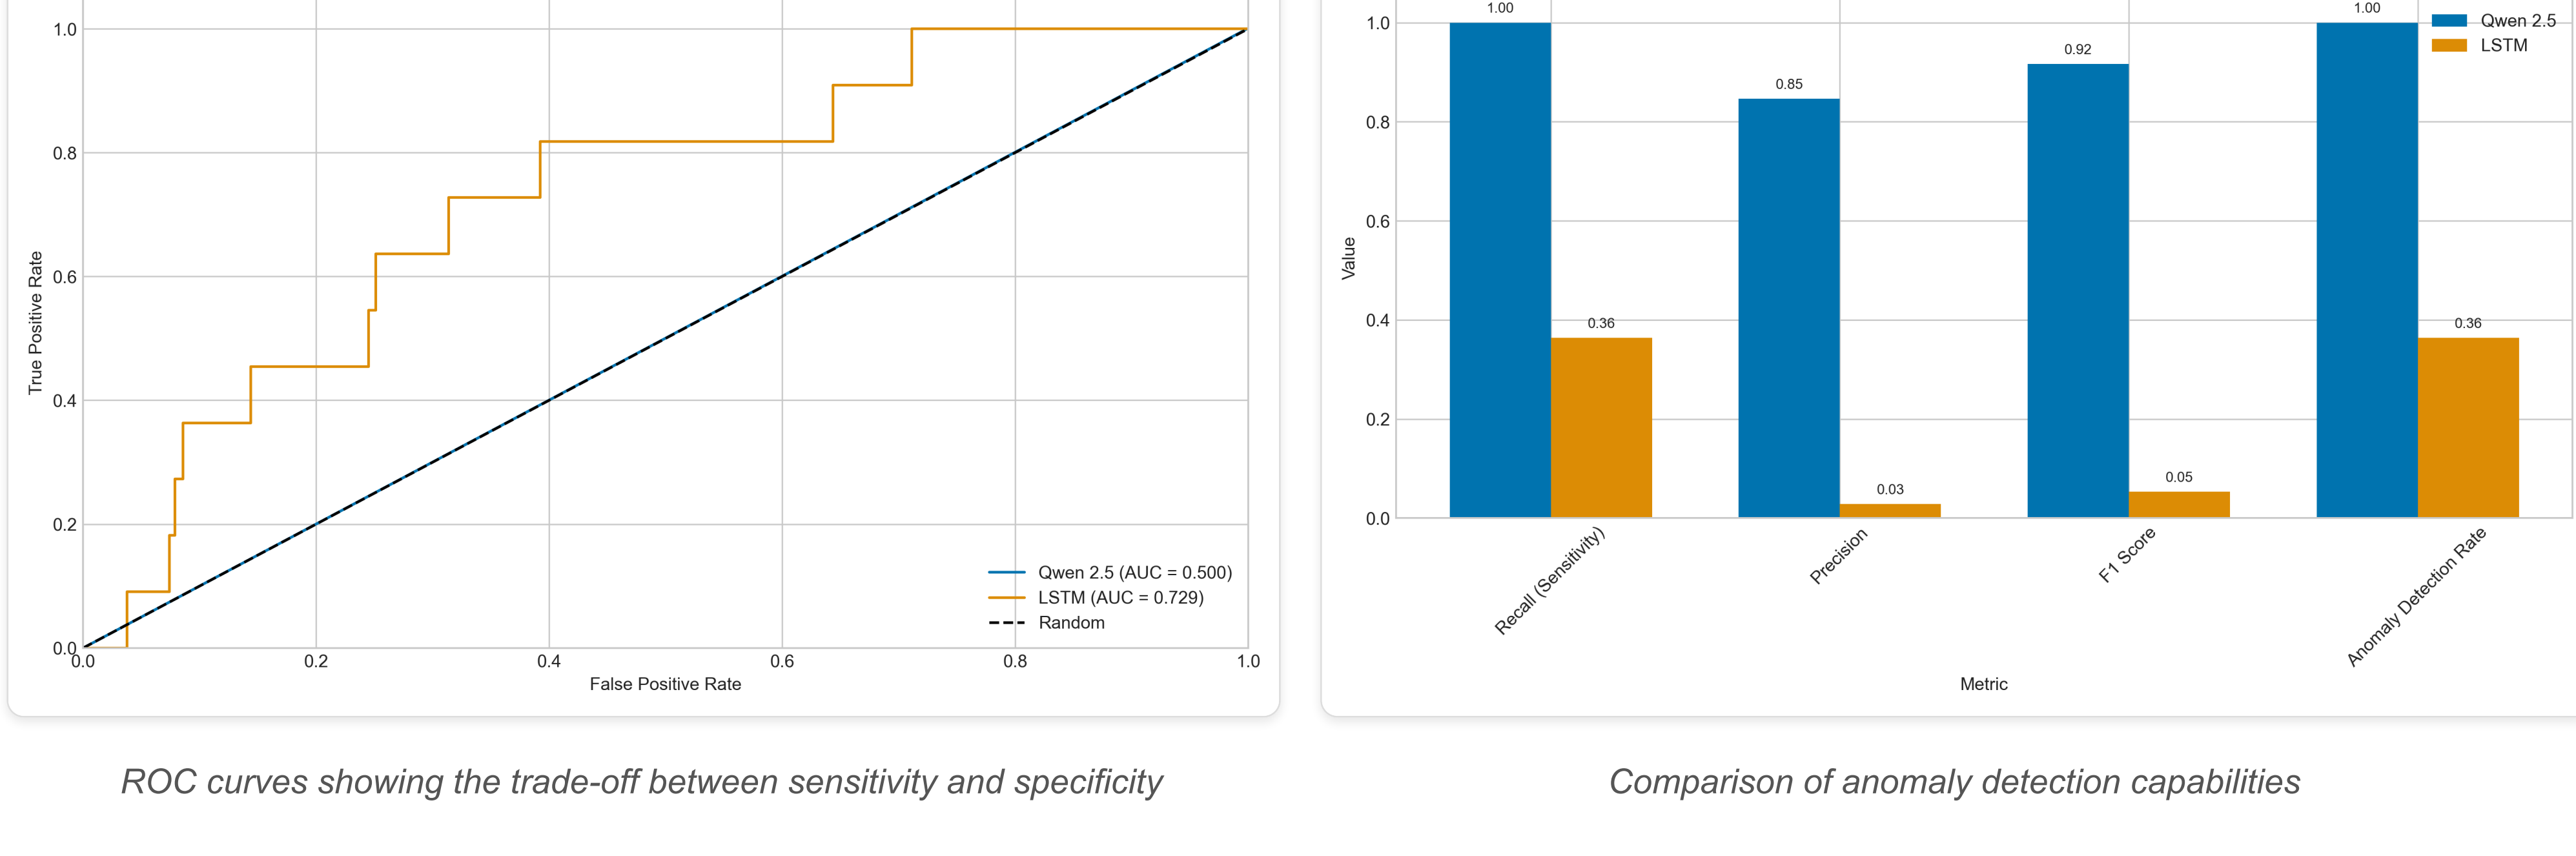 1.0
0.8
0.6
0.4
0.2
0.0
True Positive Rate
0.0 0.2 0.4 0.6 0.8 1.0
False Positive Rate
Qwen 2.5 (AUC = 0.500)
LSTM (AUC = 0.729)
Random
ROC curves showing the trade-off between sensitivity and specificity
1.0
0.8
0.6
0.4
0.2
0.0
Value
1.00
0.36
0.85
0.03
0.92
0.05
1.00
0.36
Qwen 2.5
LSTM
Recall (Sensitivity)
Precision
F1 Score
Anomaly Detection Rate
Metric
Comparison of anomaly detection capabilities